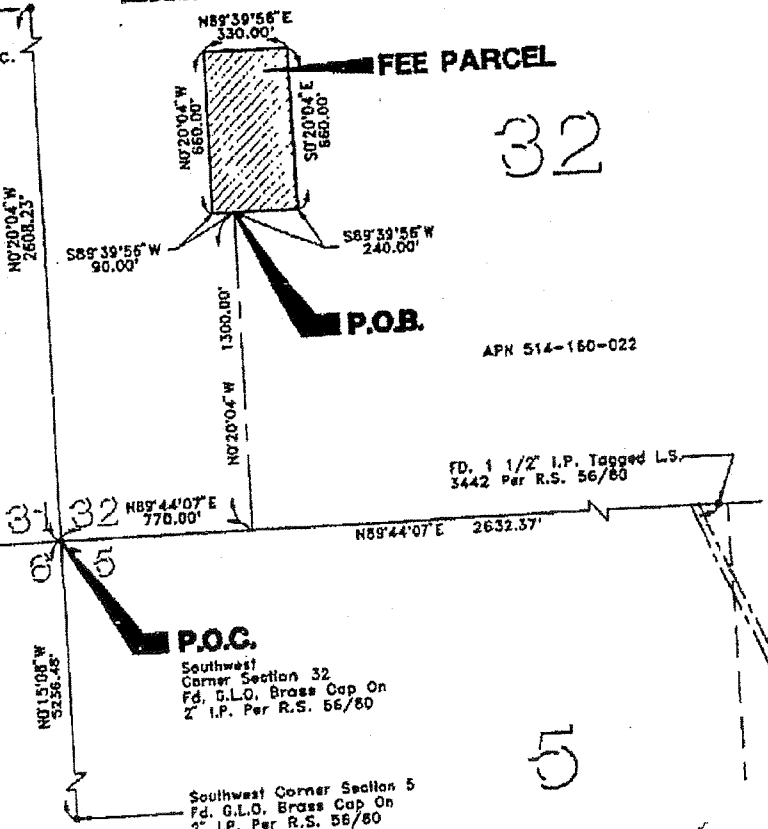 N89°39'56"E
330.00'
C.
FEE PARCEL
N0°20'04"W
660.00'
S0°20'04"E
660.00'
32
N0°20'04"W
2608.23'
S89°39'56"W
90.00'
S89°39'56"W
240.00'
P.O.B.
1300.00'
N0°20'04"W
APN 514-160-022
FD. 1 1/2" I.P. Tagged L.S.
3442 Per R.S. 56/80
31 32
N89°44'07"E
770.00'
N89°44'07"E 2632.37'
6 5
P.O.C.
Southwest
Corner Section 32
Fd. G.L.O. Brass Cap On
2" I.P. Per R.S. 56/80
N0°15'08"W
5256.48'
5
Southwest Corner Section 5
Fd. G.L.O. Brass Cap On
2" I.P. Per R.S. 56/80